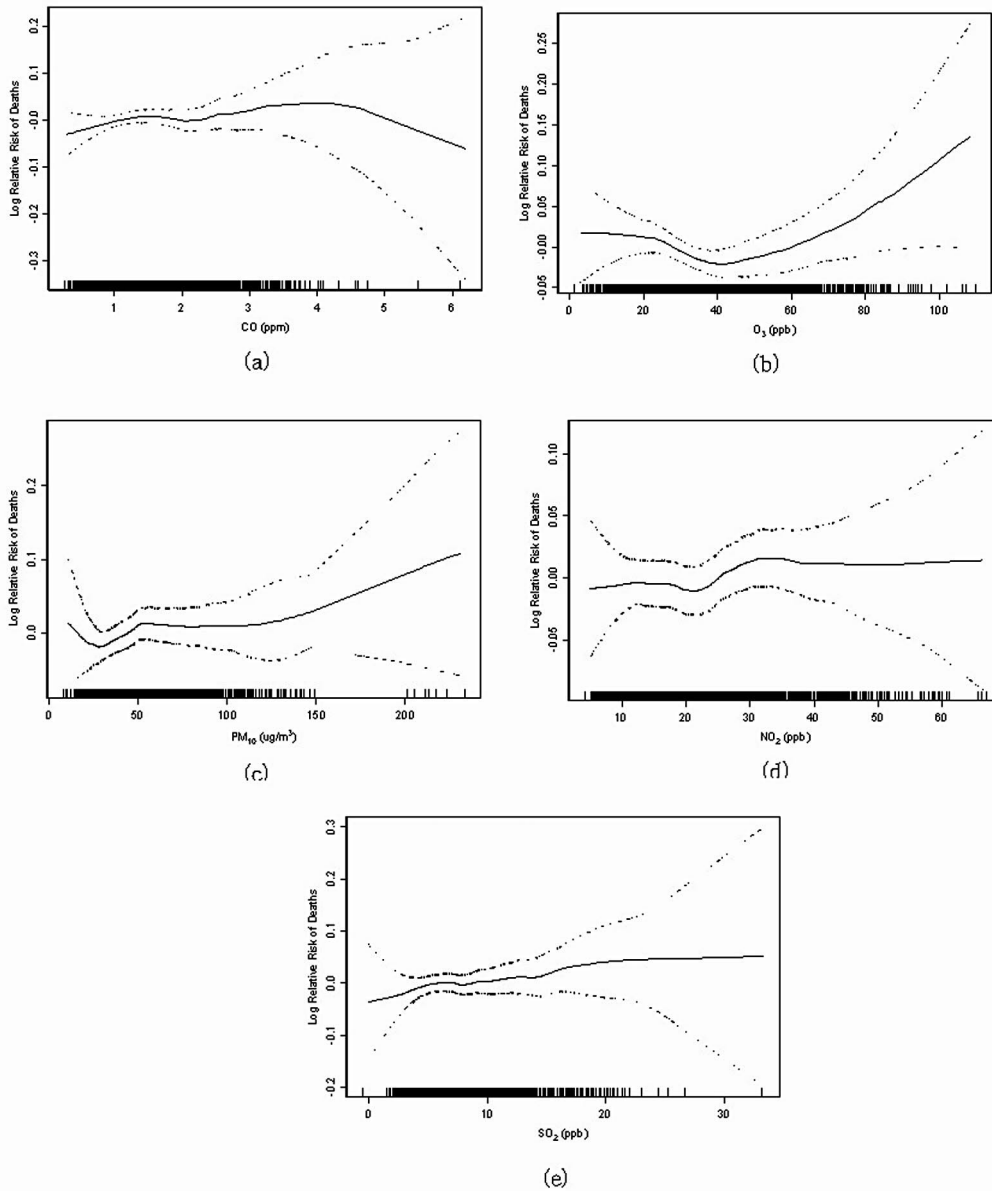 0.2
0.1
-0.0
-0.1
-0.2
-0.3
Log Relative Risk of Deaths
1 2 3 4 5 6
CO (ppm)
(a)
0.25
0.20
0.15
0.10
0.05
-0.00
-0.05
Log Relative Risk of Deaths
0 20 40 60 80 100
O₃ (ppb)
(b)
0.2
0.1
0.0
Log Relative Risk of Deaths
0 50 100 150 200
PM₁₀ (ug/m³)
(c)
0.10
0.05
0.00
-0.05
Log Relative Risk of Deaths
10 20 30 40 50 60
NO₂ (ppb)
(d)
0.3
0.2
0.1
0.0
-0.1
-0.2
Log Relative Risk of Deaths
0 10 20 30
SO₂ (ppb)
(e)